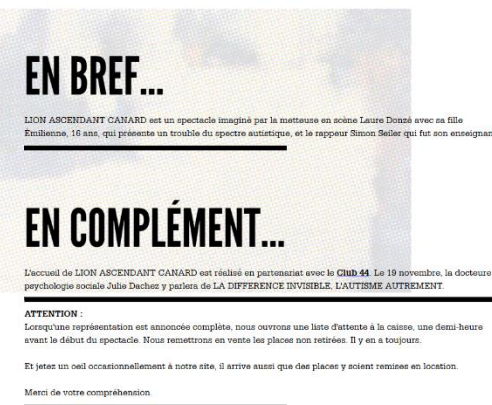 EN BREF...
LION ASCENDANT CANARD est un spectacle imaginé par la metteuse en scène Laure Donzé avec sa fille
Émilienne, 16 ans, qui présente un trouble du spectre autistique, et le rappeur Simon Seiler qui fut son enseignan
EN COMPLÉMENT...
L'accueil de LION ASCENDANT CANARD est réalisé en partenariat avec le Club 44. Le 19 novembre, la docteure
psychologie sociale Julie Dachez y parlera de LA DIFFERENCE INVISIBLE, L'AUTISME AUTREMENT.
ATTENTION :
Lorsqu'une représentation est annoncée complète, nous ouvrons une liste d'attente à la caisse, une demi-heure
avant le début du spectacle. Nous remettrons en vente les places non retirées. Il y en a toujours.
Et jetez un oeil occasionnellement à notre site, il arrive aussi que des places y soient remises en location.
Merci de votre compréhension.